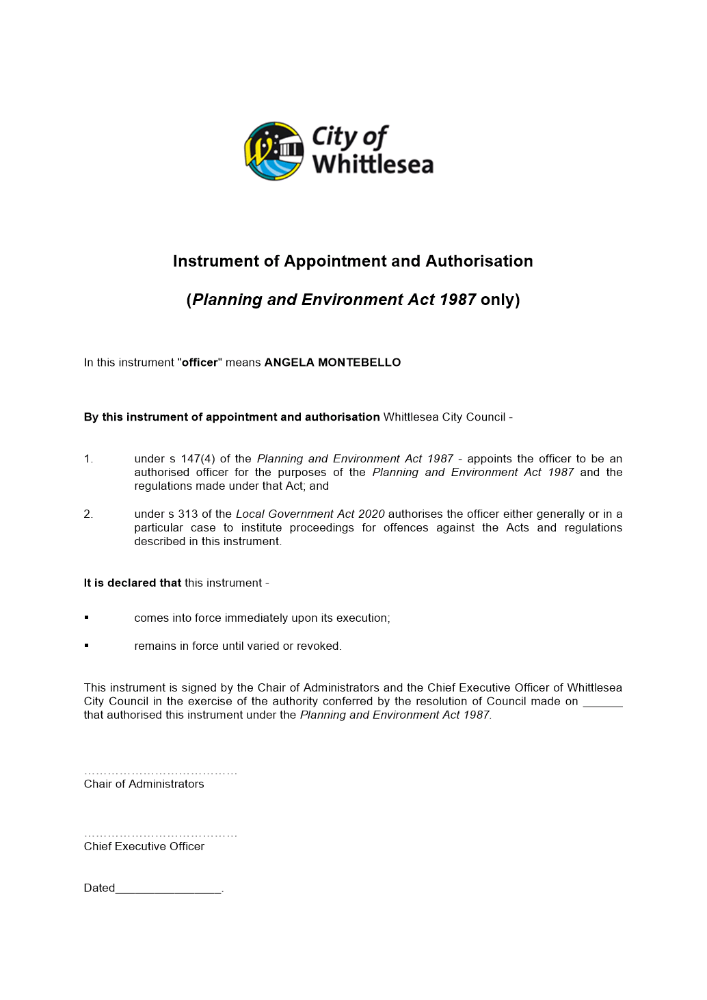 City of
Whittlesea
Instrument of Appointment and Authorisation
(Planning and Environment Act 1987 only)
In this instrument "officer" means ANGELA MONTEBELLO
By this instrument of appointment and authorisation Whittlesea City Council -
1. under s 147(4) of the Planning and Environment Act 1987 - appoints the officer to be an
authorised officer for the purposes of the Planning and Environment Act 1987 and the
regulations made under that Act; and
2. under s 313 of the Local Government Act 2020 authorises the officer either generally or in a
particular case to institute proceedings for offences against the Acts and regulations
described in this instrument.
It is declared that this instrument -
▪ comes into force immediately upon its execution;
▪ remains in force until varied or revoked.
This instrument is signed by the Chair of Administrators and the Chief Executive Officer of Whittlesea
City Council in the exercise of the authority conferred by the resolution of Council made on ______
that authorised this instrument under the Planning and Environment Act 1987.
…………………………………
Chair of Administrators
…………………………………
Chief Executive Officer
Dated________________.